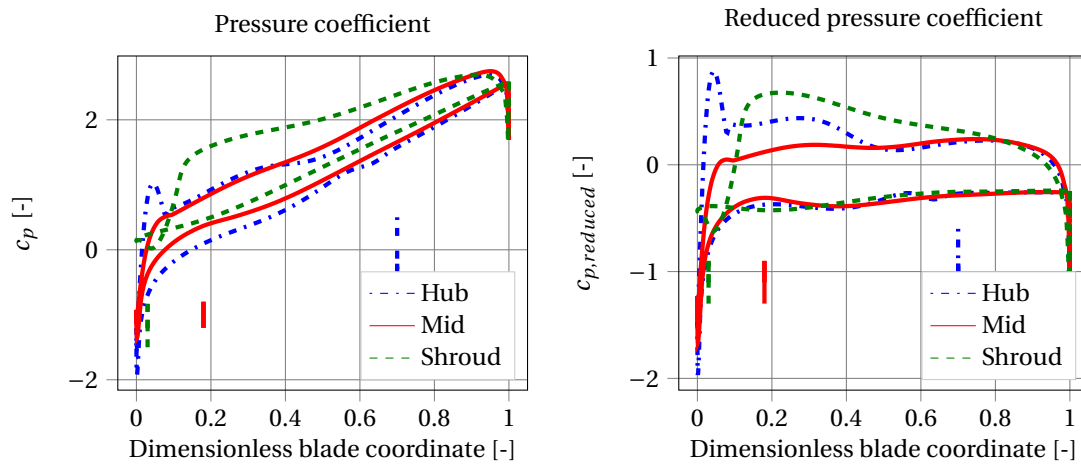 Pressure coefficient
2
0
−2
c_p [-]
Hub
Mid
Shroud
0 0.2 0.4 0.6 0.8 1
Dimensionless blade coordinate [-]
Reduced pressure coefficient
1
0
−1
−2
c_{p,reduced} [-]
Hub
Mid
Shroud
0 0.2 0.4 0.6 0.8 1
Dimensionless blade coordinate [-]